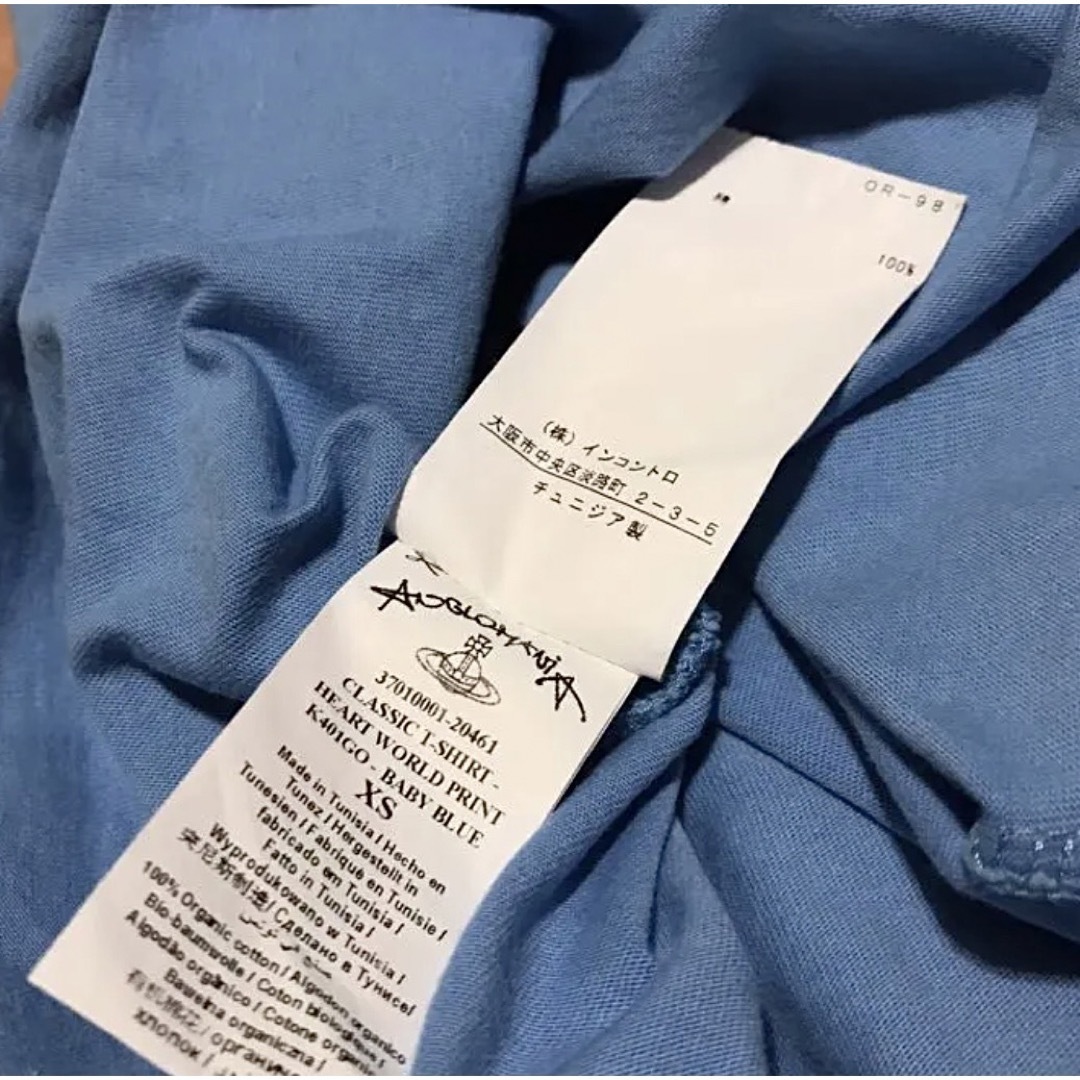 OR-98
綿 100%
(株) インコントロ
大阪市中央区淡路町 2-3-5
チュニジア製
ANGLOMANIA
37010001-20461
CLASSIC T-SHIRT -
HEART WORLD PRINT
K401GO - BABY BLUE
XS
Made in Tunisia / Hecho en
Tunez / Hergestellt in
Tunesien / Fabriqué en Tunisie /
fabricado em Tunisia /
Fatto in Tunisia /
Wyprodukowano w Tunisia /
突尼斯制造 / Сделано в Тунисе /
100% Organic cotton / Algodon organico
Bio-baumwolle / Coton biologique
Algodão orgânico / Cotone organico
Bawelna organiczna /
有机棉花 / органический
хлопок /